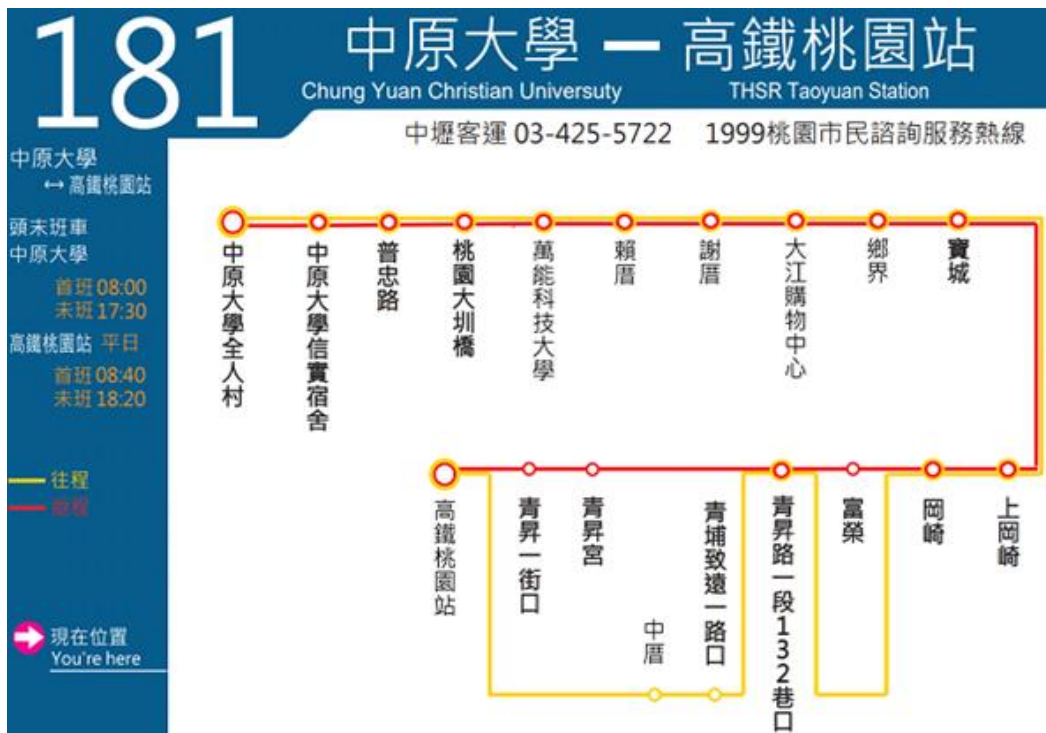 181
中原大學 — 高鐵桃園站
Chung Yuan Christian Universuty THSR Taoyuan Station
中壢客運 03-425-5722 1999桃園市民諮詢服務熱線
中原大學
↔ 高鐵桃園站
頭末班車
中原大學
首班 08:00
末班 17:30
高鐵桃園站 平日
首班 08:40
末班 18:20
往程
返程
現在位置
You're here
中原大學全人村
中原大學信實宿舍
普忠路
桃園大圳橋
萬能科技大學
賴厝
謝厝
大江購物中心
鄉界
寶城
高鐵桃園站
青昇一街口
青昇宮
中厝
青埔致遠一路口
青昇路一段132巷口
富榮
岡崎
上岡崎